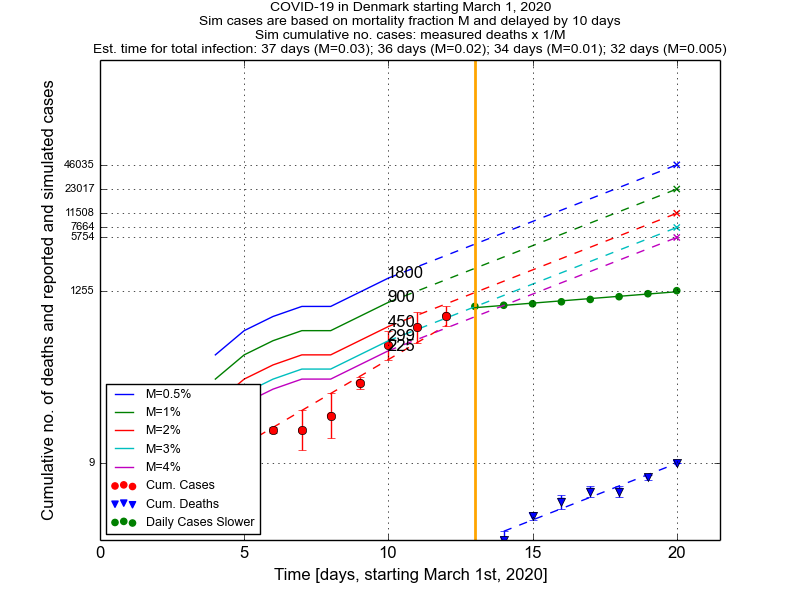 COVID-19 in Denmark starting March 1, 2020
Sim cases are based on mortality fraction M and delayed by 10 days
Sim cumulative no. cases: measured deaths x 1/M
Est. time for total infection: 37 days (M=0.03); 36 days (M=0.02); 34 days (M=0.01); 32 days (M=0.005)
Cumulative no. of deaths and reported and simulated cases
46035
23017
11508
7664
5754
1255
9
1800
900
450
299
225
M=0.5%
M=1%
M=2%
M=3%
M=4%
Cum. Cases
Cum. Deaths
Daily Cases Slower
0 5 10 15 20
Time [days, starting March 1st, 2020]